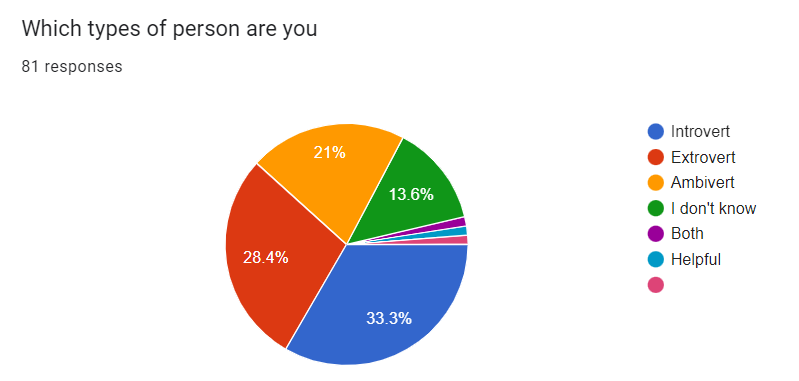 Which types of person are you
81 responses
21%
13.6%
28.4%
33.3%
Introvert
Extrovert
Ambivert
I don't know
Both
Helpful